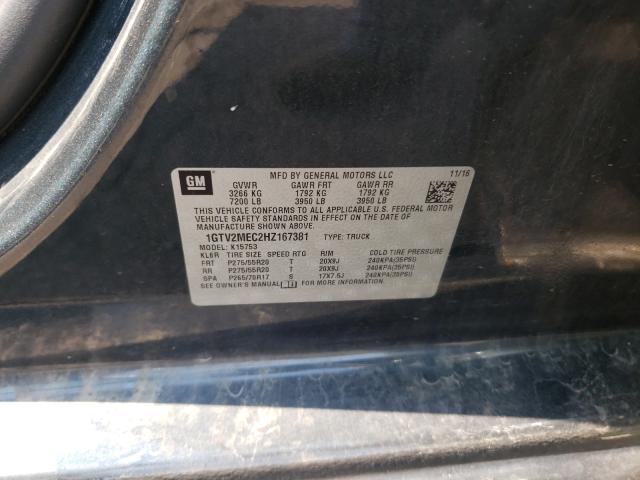 GM
MFD BY GENERAL MOTORS LLC 11/16
GVWR GAWR FRT GAWR RR
3266 KG 1792 KG 1792 KG
7200 LB 3950 LB 3950 LB
THIS VEHICLE CONFORMS TO ALL APPLICABLE U.S. FEDERAL MOTOR
VEHICLE SAFETY STANDARDS IN EFFECT ON THE DATE OF
MANUFACTURE SHOWN ABOVE.
1GTV2MEC2HZ167381 TYPE: TRUCK
MODEL: K15753
KL6R TIRE SIZE SPEED RTG RIM COLD TIRE PRESSURE
FRT P275/55R20 T 20X9J 240KPA(35PSI)
RR P275/55R20 T 20X9J 240KPA(35PSI)
SPA P265/70R17 S 17X7.5J 240KPA(35PSI)
SEE OWNER'S MANUAL FOR MORE INFORMATION.